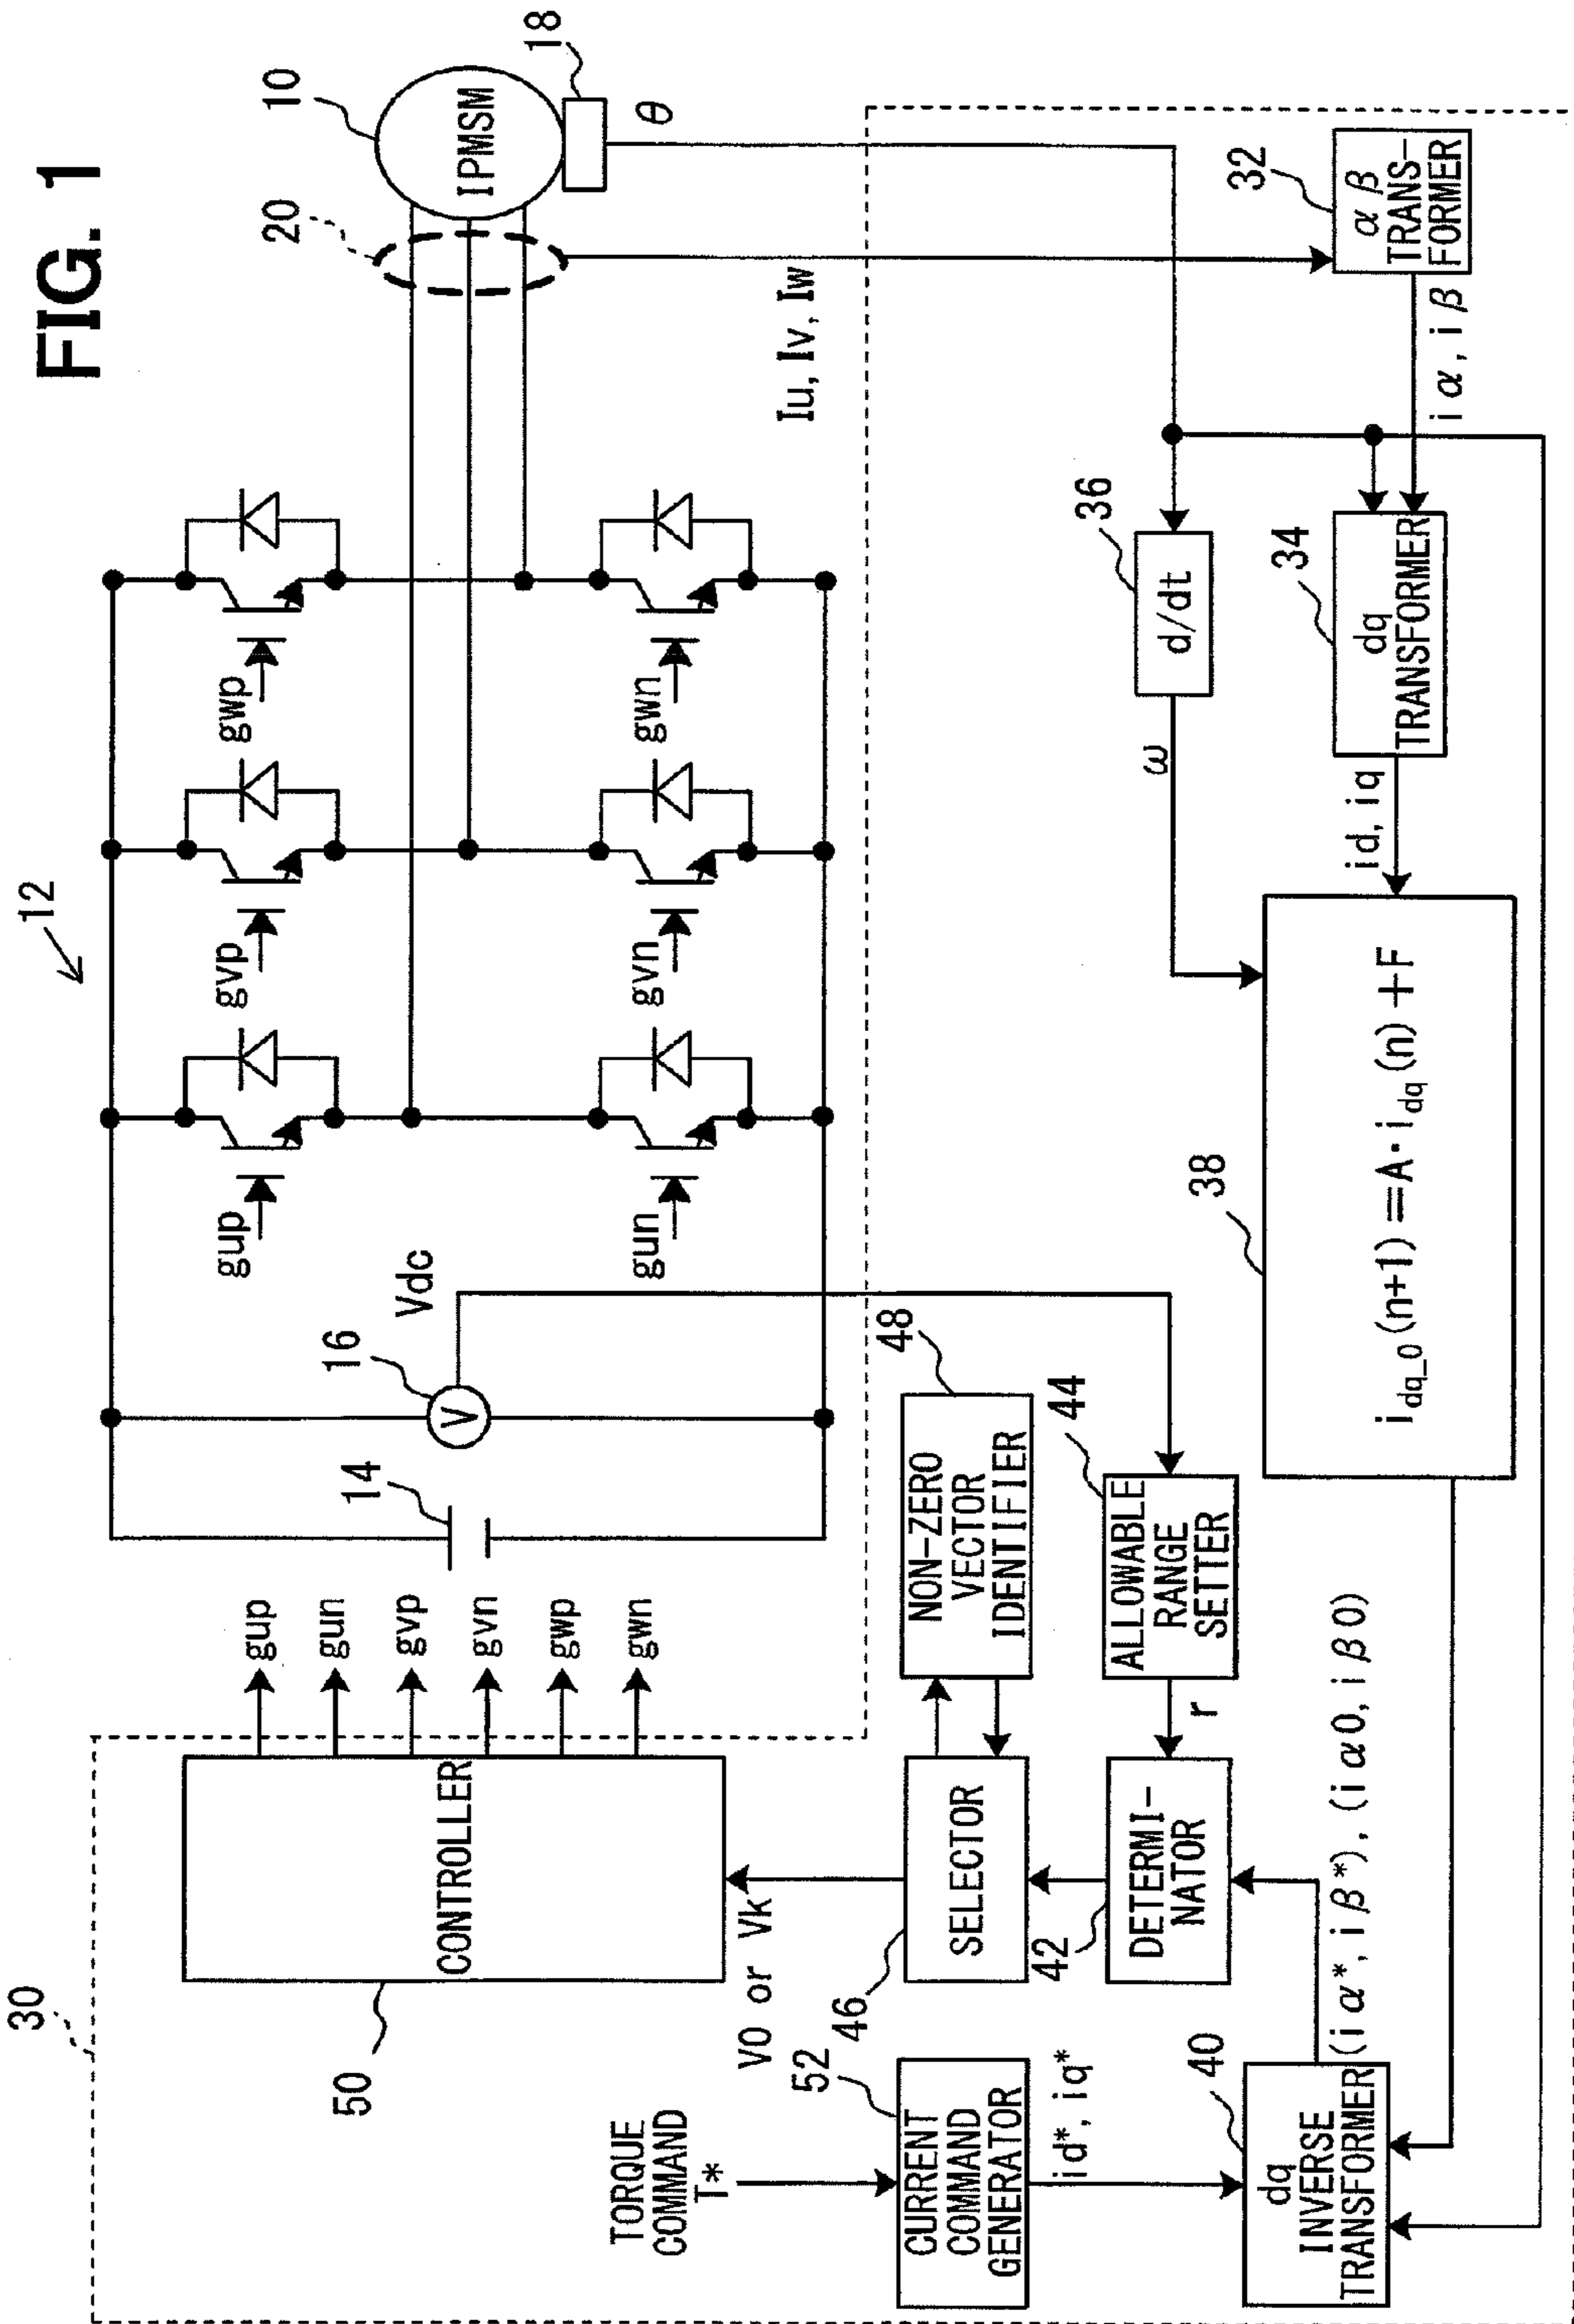 FIG. 1
12
10
IPMSM
18
20
θ
gup
gvp
gwp
gun
gvn
gwn
14
16
V
Vdc
Iu, Iv, Iw
30
50
CONTROLLER
gup
gun
gvp
gvn
gwp
gwn
V0 or Vk
TORQUE
COMMAND
T*
52
CURRENT
COMMAND
GENERATOR
id*, iq*
46
SELECTOR
48
NON-ZERO
VECTOR
IDENTIFIER
42
DETERMI-
NATOR
r
44
ALLOWABLE
RANGE
SETTER
40
dq
INVERSE
TRANSFORMER
(iα*, iβ*), (iα0, iβ0)
38
i dq_0 (n+1) =A・i dq (n) +F
ω
36
d/dt
id, iq
34
dq
TRANSFORMER
iα, iβ
32
αβ
TRANS-
FORMER